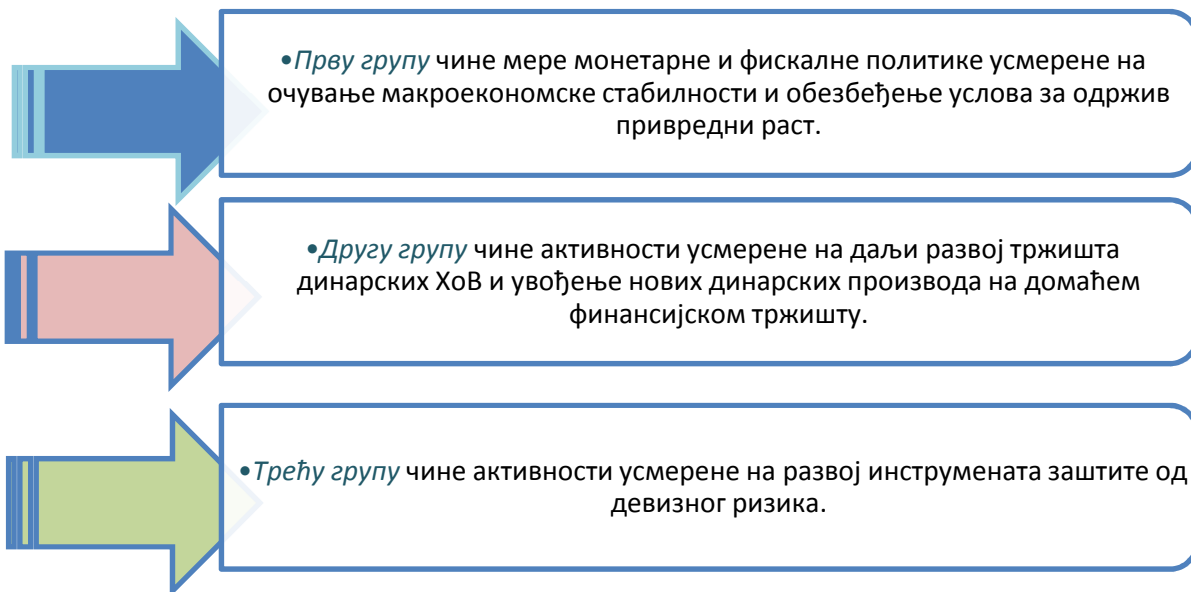 •Прву групу чине мере монетарне и фискалне политике усмерене на
очување макроекономске стабилности и обезбеђење услова за одржив
привредни раст.
•Другу групу чине активности усмерене на даљи развој тржишта
динарских ХоВ и увођење нових динарских производа на домаћем
финансијском тржишту.
•Трећу групу чине активности усмерене на развој инструмената заштите од
девизног ризика.